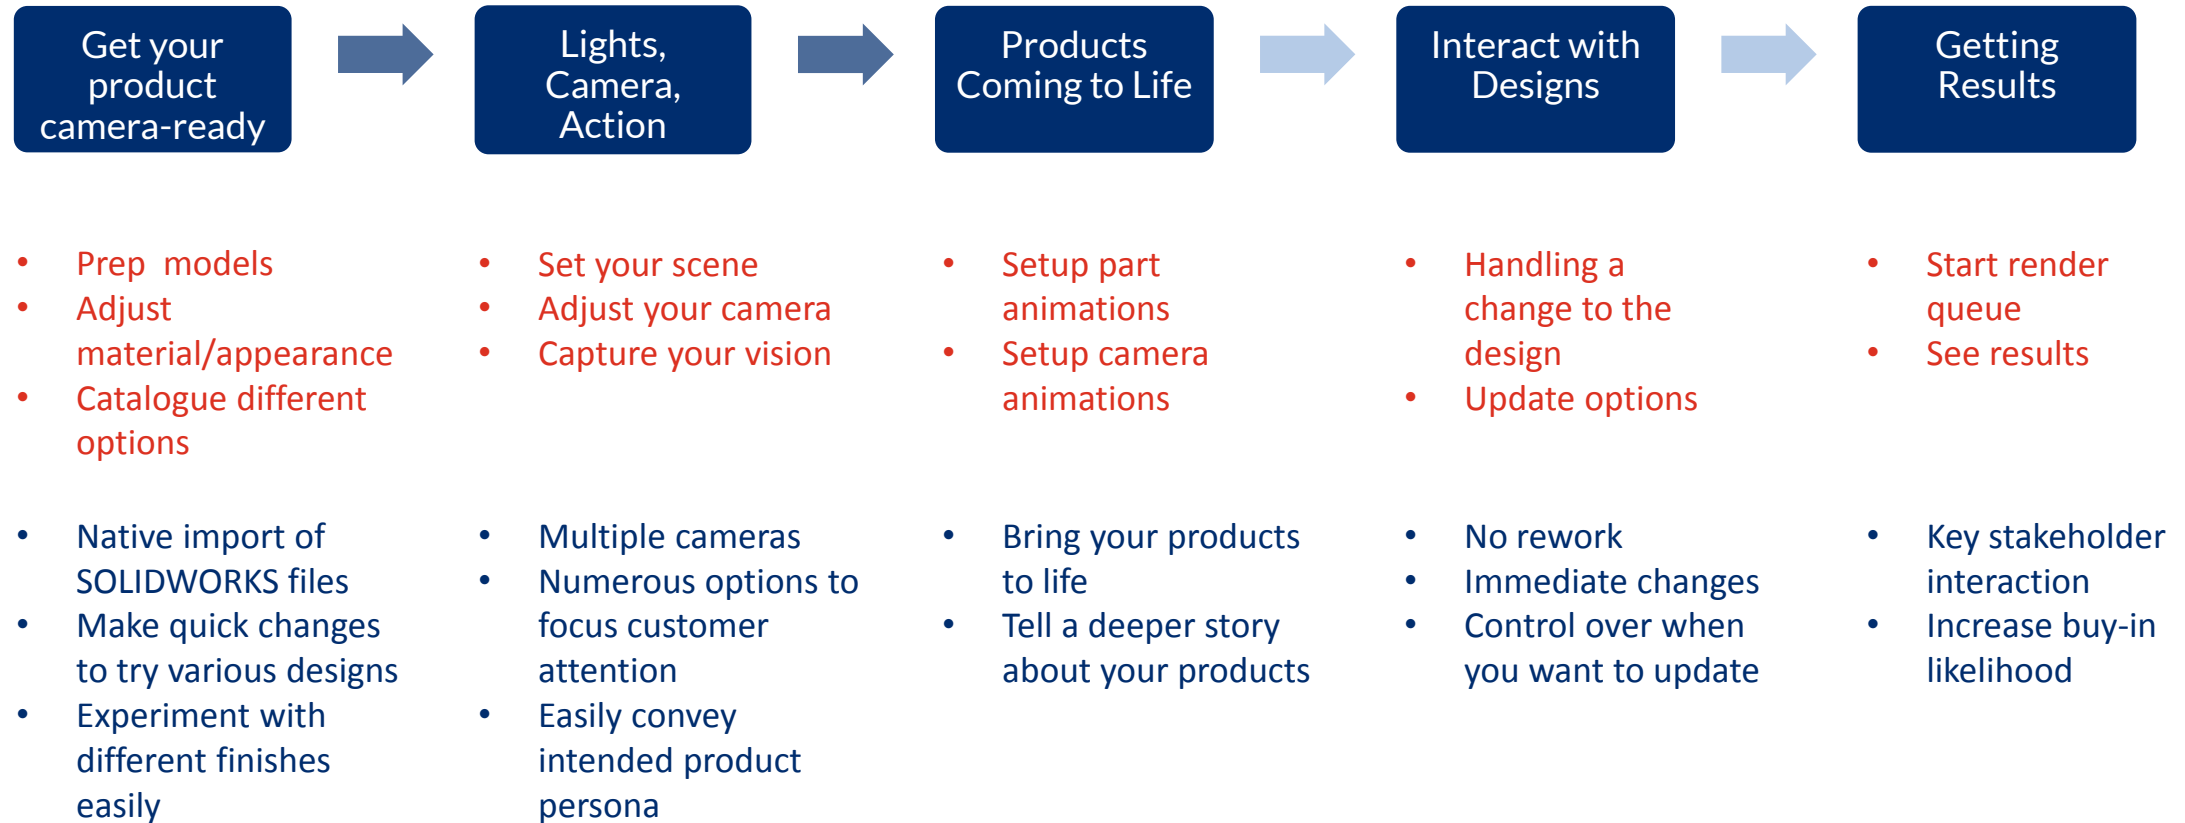 Get your
product
camera-ready
Lights,
Camera,
Action
Products
Coming to Life
Interact with
Designs
Getting
Results
• Prep  models
• Adjust
material/appearance
• Catalogue different
options
• Set your scene
• Adjust your camera
• Capture your vision
• Setup part
animations
• Setup camera
animations
• Handling a
change to the
design
• Update options
• Start render
queue
• See results
• Native import of
SOLIDWORKS files
• Make quick changes
to try various designs
• Experiment with
different finishes
easily
• Multiple cameras
• Numerous options to
focus customer
attention
• Easily convey
intended product
persona
• Bring your products
to life
• Tell a deeper story
about your products
• No rework
• Immediate changes
• Control over when
you want to update
• Key stakeholder
interaction
• Increase buy-in
likelihood